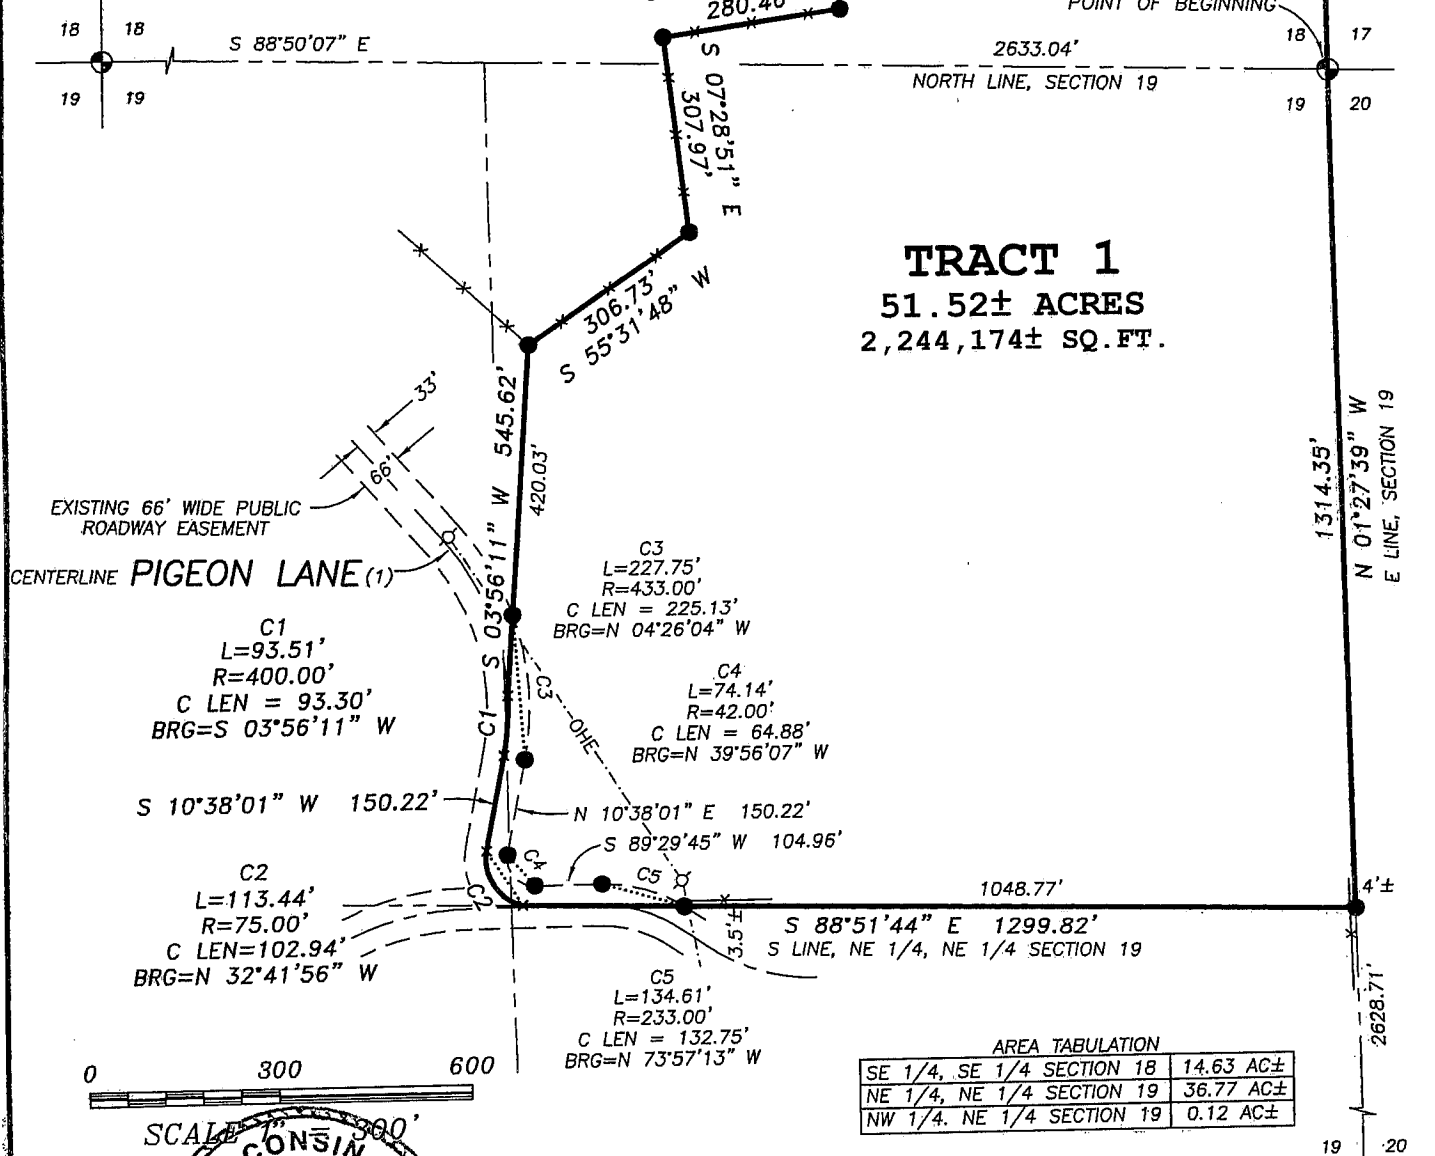 280.40'
POINT OF BEGINNING
18 18
S 88°50'07" E
2633.04'
18 17
19 19
NORTH LINE, SECTION 19
19 20
S 07°28'51" E
307.97'
TRACT 1
51.52± ACRES
2,244,174± SQ.FT.
306.73'
S 55°31'48" W
33'
66'
S 03°56'11" W 545.62'
420.03'
1314.35'
N 01°27'39" W
E LINE, SECTION 19
EXISTING 66' WIDE PUBLIC
ROADWAY EASEMENT
CENTERLINE PIGEON LANE (1)
C3
L=227.75'
R=433.00'
C LEN = 225.13'
BRG=N 04°26'04" W
C1
L=93.51'
R=400.00'
C LEN = 93.30'
BRG=S 03°56'11" W
C4
L=74.14'
R=42.00'
C LEN = 64.88'
BRG=N 39°56'07" W
C1
C3
OHE
S 10°38'01" W 150.22'
N 10°38'01" E 150.22'
S 89°29'45" W 104.96'
C4
C5
C2
C2
L=113.44'
R=75.00'
C LEN=102.94'
BRG=N 32°41'56" W
1048.77'
4'±
3.5'±
S 88°51'44" E 1299.82'
S LINE, NE 1/4, NE 1/4 SECTION 19
C5
L=134.61'
R=233.00'
C LEN = 132.75'
BRG=N 73°57'13" W
2628.71'
0 300 600
SCALE 1" = 300'
CONSIN
AREA TABULATION
SE 1/4, SE 1/4 SECTION 18 14.63 AC±
NE 1/4, NE 1/4 SECTION 19 36.77 AC±
NW 1/4. NE 1/4 SECTION 19 0.12 AC±
19 20